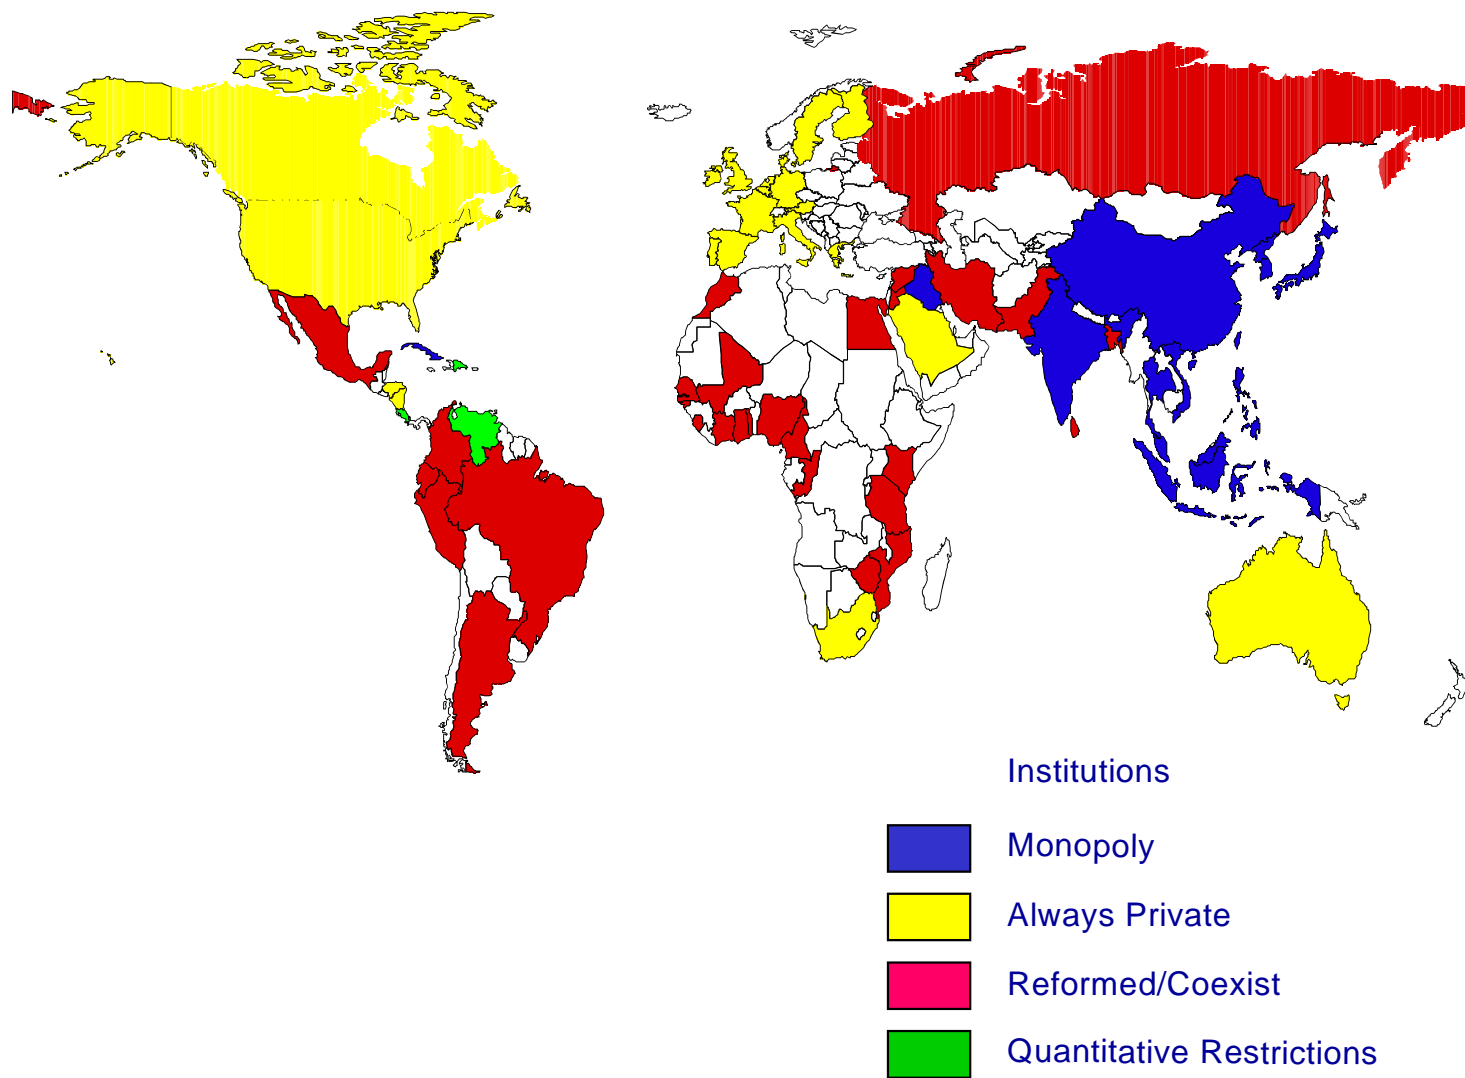 Institutions
Monopoly
Always Private
Reformed/Coexist
Quantitative Restrictions